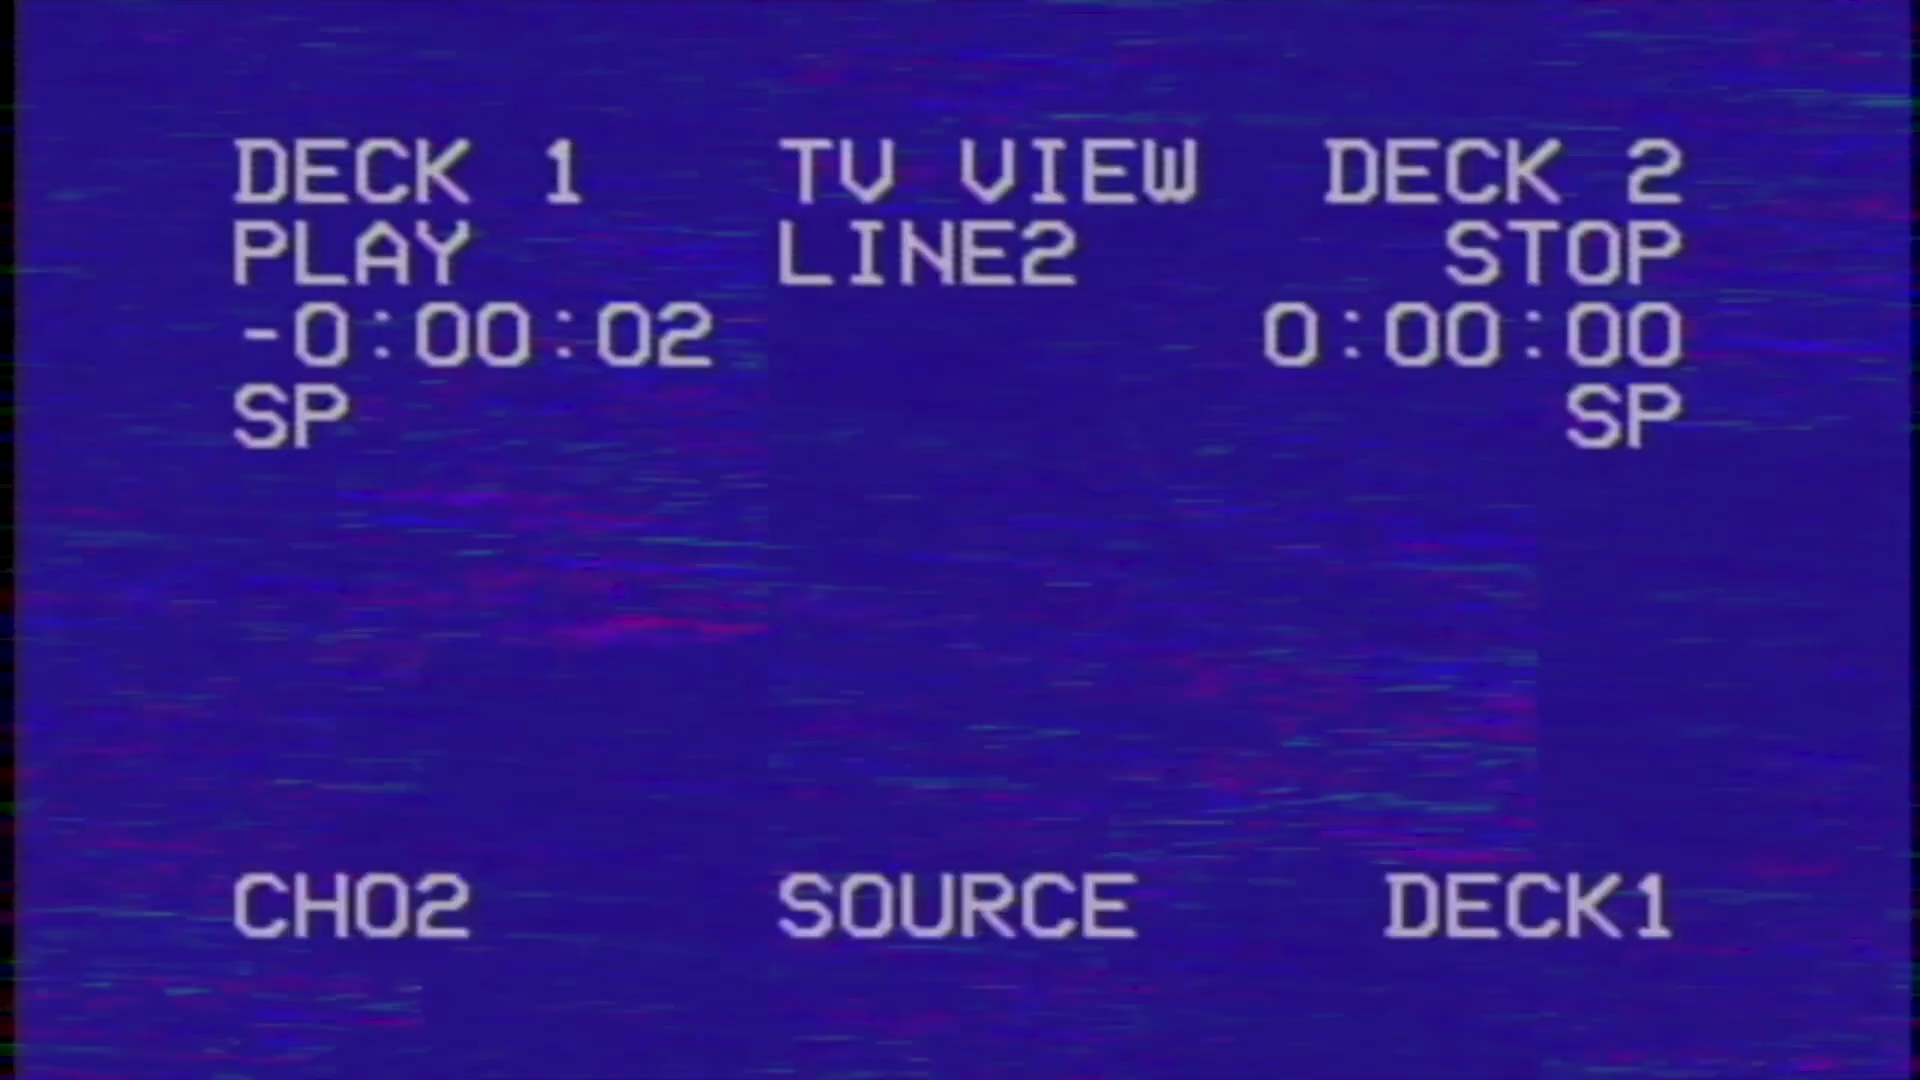 DECK 1 TV VIEW DECK 2
PLAY LINE2 STOP
-0:00:02 0:00:00
SP SP
CH02 SOURCE DECK1